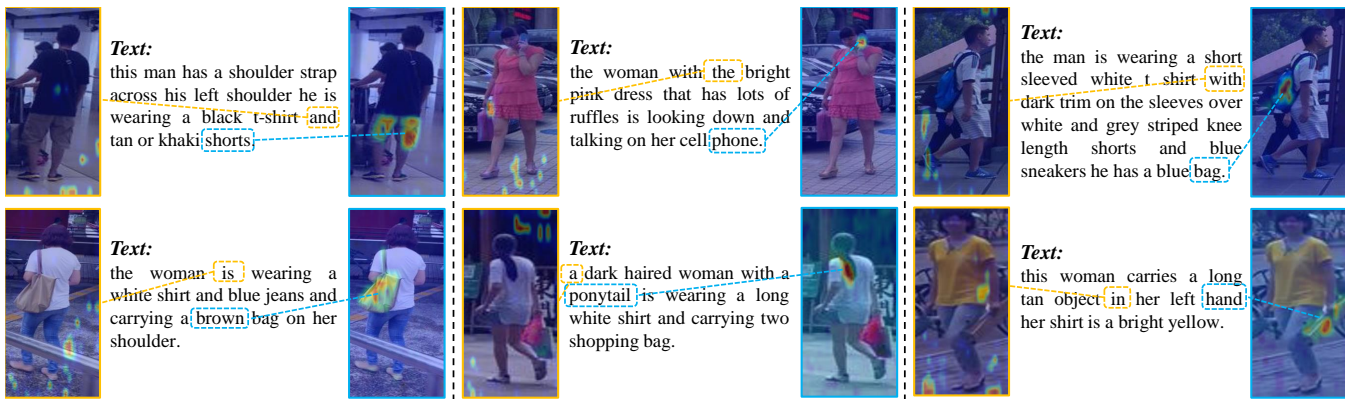 Text:
this man has a shoulder strap
across his left shoulder he is
wearing a black t-shirt and
tan or khaki shorts.
Text:
the woman with the bright
pink dress that has lots of
ruffles is looking down and
talking on her cell phone.
Text:
the man is wearing a short
sleeved white t shirt with
dark trim on the sleeves over
white and grey striped knee
length shorts and blue
sneakers he has a blue bag.
Text:
the woman is wearing a
white shirt and blue jeans and
carrying a brown bag on her
shoulder.
Text:
a dark haired woman with a
ponytail is wearing a long
white shirt and carrying two
shopping bag.
Text:
this woman carries a long
tan object in her left hand
her shirt is a bright yellow.